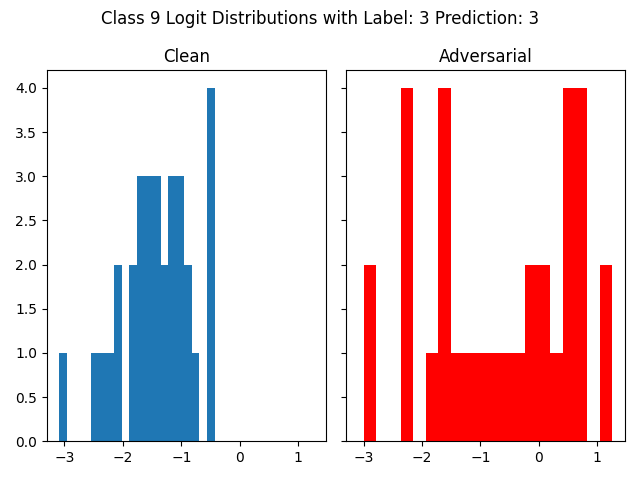 Class 9 Logit Distributions with Label: 3 Prediction: 3
Clean
Adversarial
4.0
3.5
3.0
2.5
2.0
1.5
1.0
0.5
0.0
−3 −2 −1 0 1
−3 −2 −1 0 1